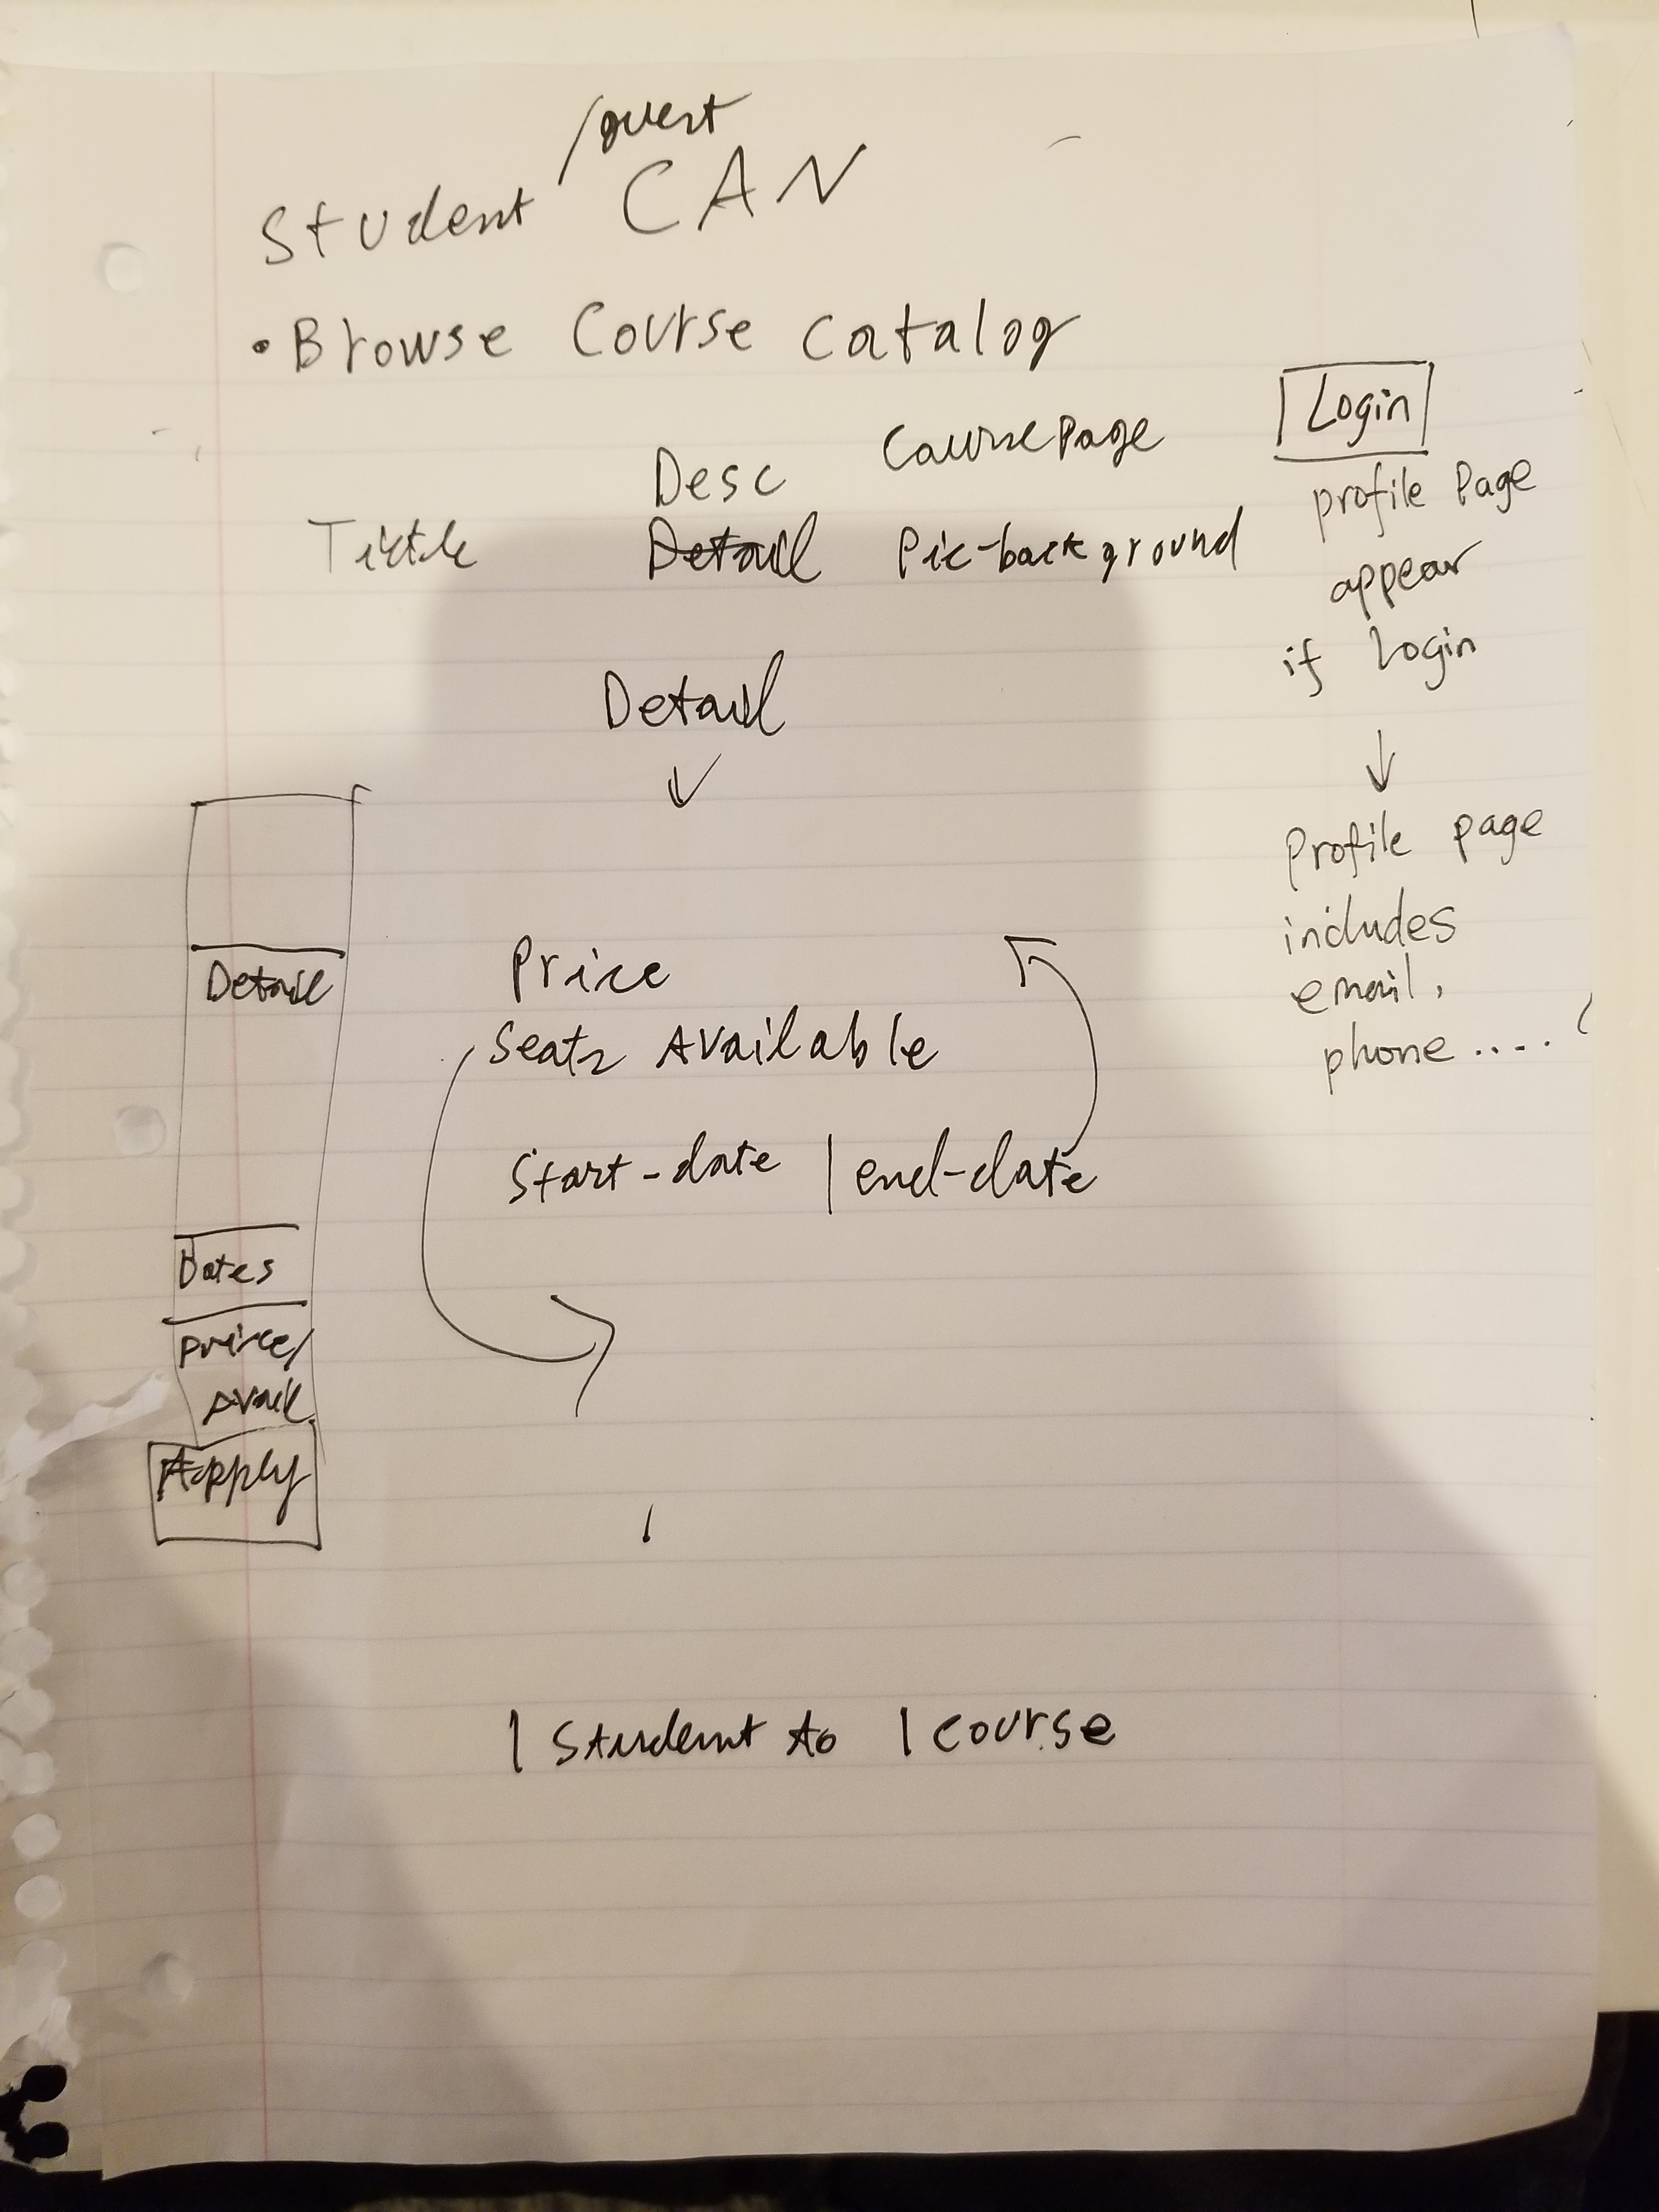 /guest
Student CAN
• Browse Course Catalog
Login
Course Page
Desc
profile Page
Tittle Detail Pic-background
appear
if Login
Detail
Profile page
includes
email,
phone ....
Detail
Price
Seats Available
Start-date | end-date
Dates
price/
Avail.
Apply
1 Student to 1 course